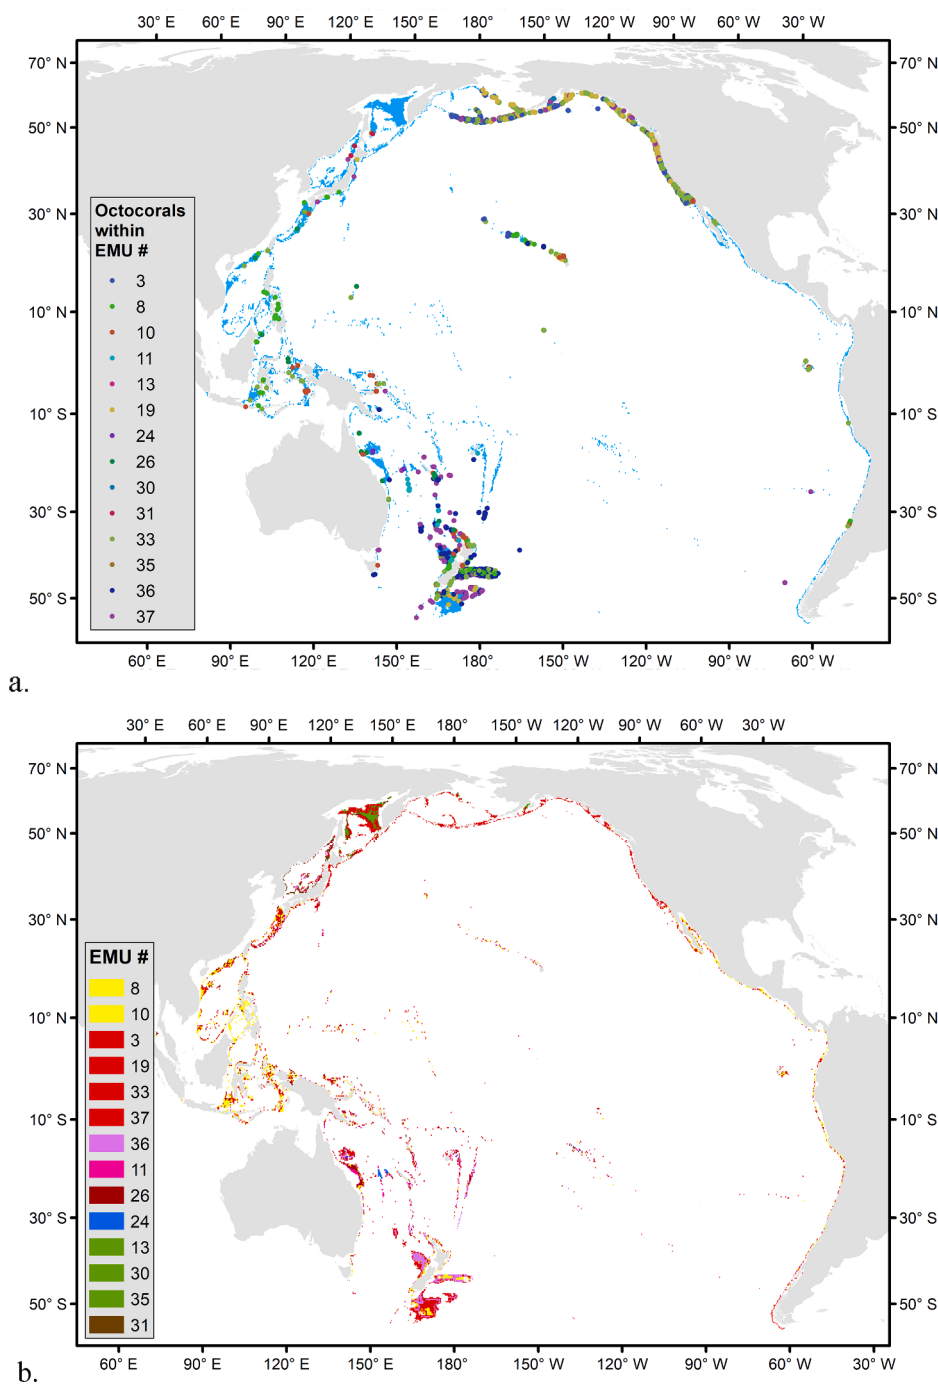 30° E 60° E 90° E 120° E 150° E 180° 150° W 120° W 90° W 60° W 30° W
70° N 70° N
50° N 50° N
30° N 30° N
10° N 10° N
10° S 10° S
30° S 30° S
50° S 50° S
Octocorals
within
EMU #
3
8
10
11
13
19
24
26
30
31
33
35
36
37
60° E 90° E 120° E 150° E 180° 150° W 120° W 90° W 60° W
a.
30° E 60° E 90° E 120° E 150° E 180° 150° W 120° W 90° W 60° W 30° W
70° N 70° N
50° N 50° N
30° N 30° N
10° N 10° N
10° S 10° S
30° S 30° S
50° S 50° S
EMU #
8
10
3
19
33
37
36
11
26
24
13
30
35
31
60° E 90° E 120° E 150° E 180° 150° W 120° W 90° W 60° W 30° W
b.